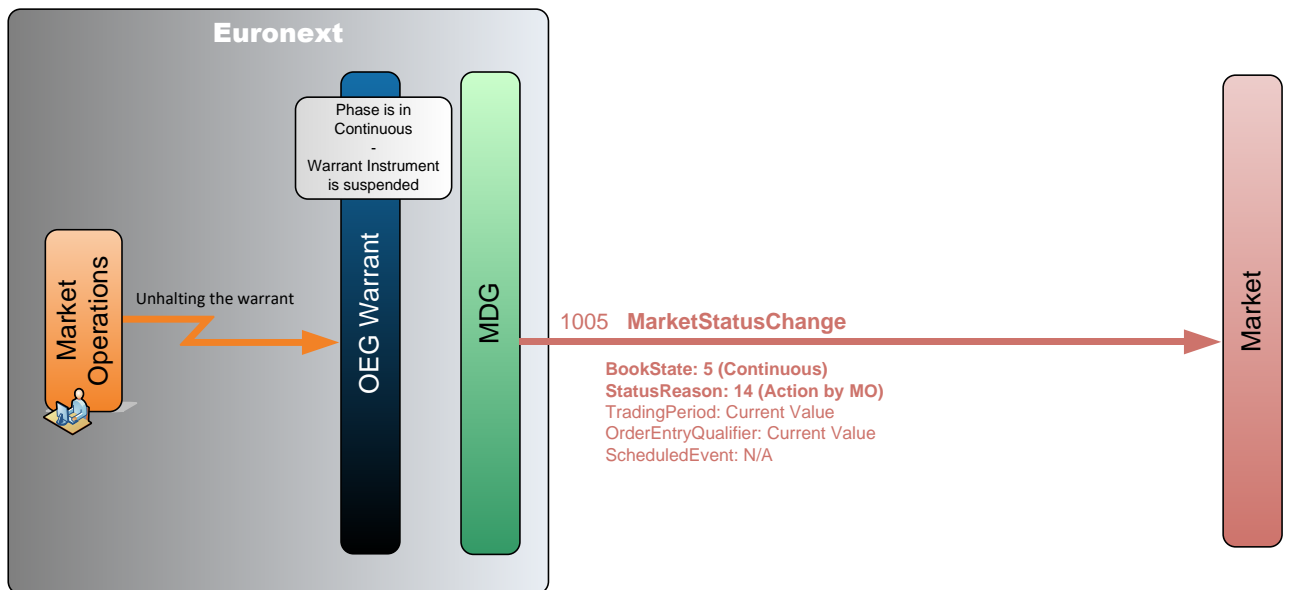 Euronext
Phase is in
Continuous
-
Warrant Instrument
is suspended
Market
Operations
Unhalting the warrant
OEG Warrant
MDG
1005 MarketStatusChange
BookState: 5 (Continuous)
StatusReason: 14 (Action by MO)
TradingPeriod: Current Value
OrderEntryQualifier: Current Value
ScheduledEvent: N/A
Market